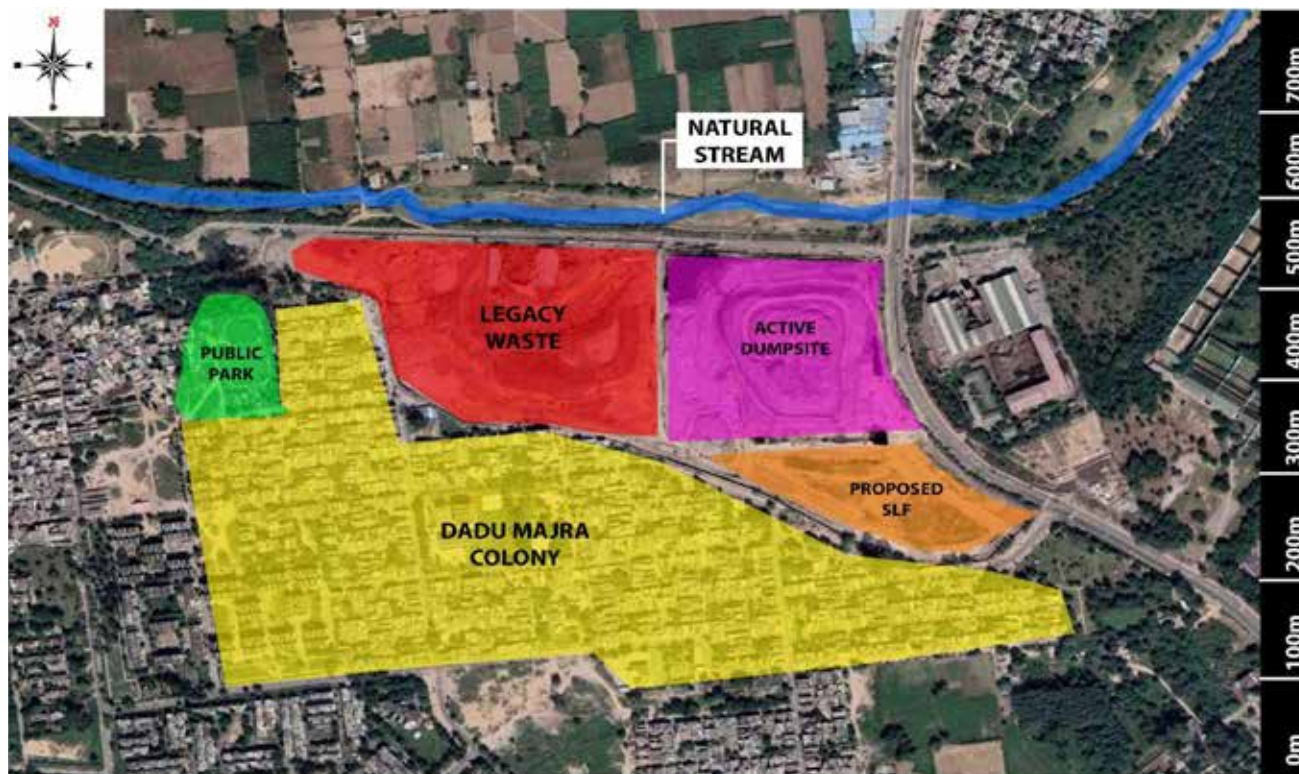 N
NATURAL
STREAM
LEGACY
WASTE
ACTIVE
DUMPSITE
PUBLIC
PARK
PROPOSED
SLF
DADU MAJRA
COLONY
700m
600m
500m
400m
300m
200m
100m
0m